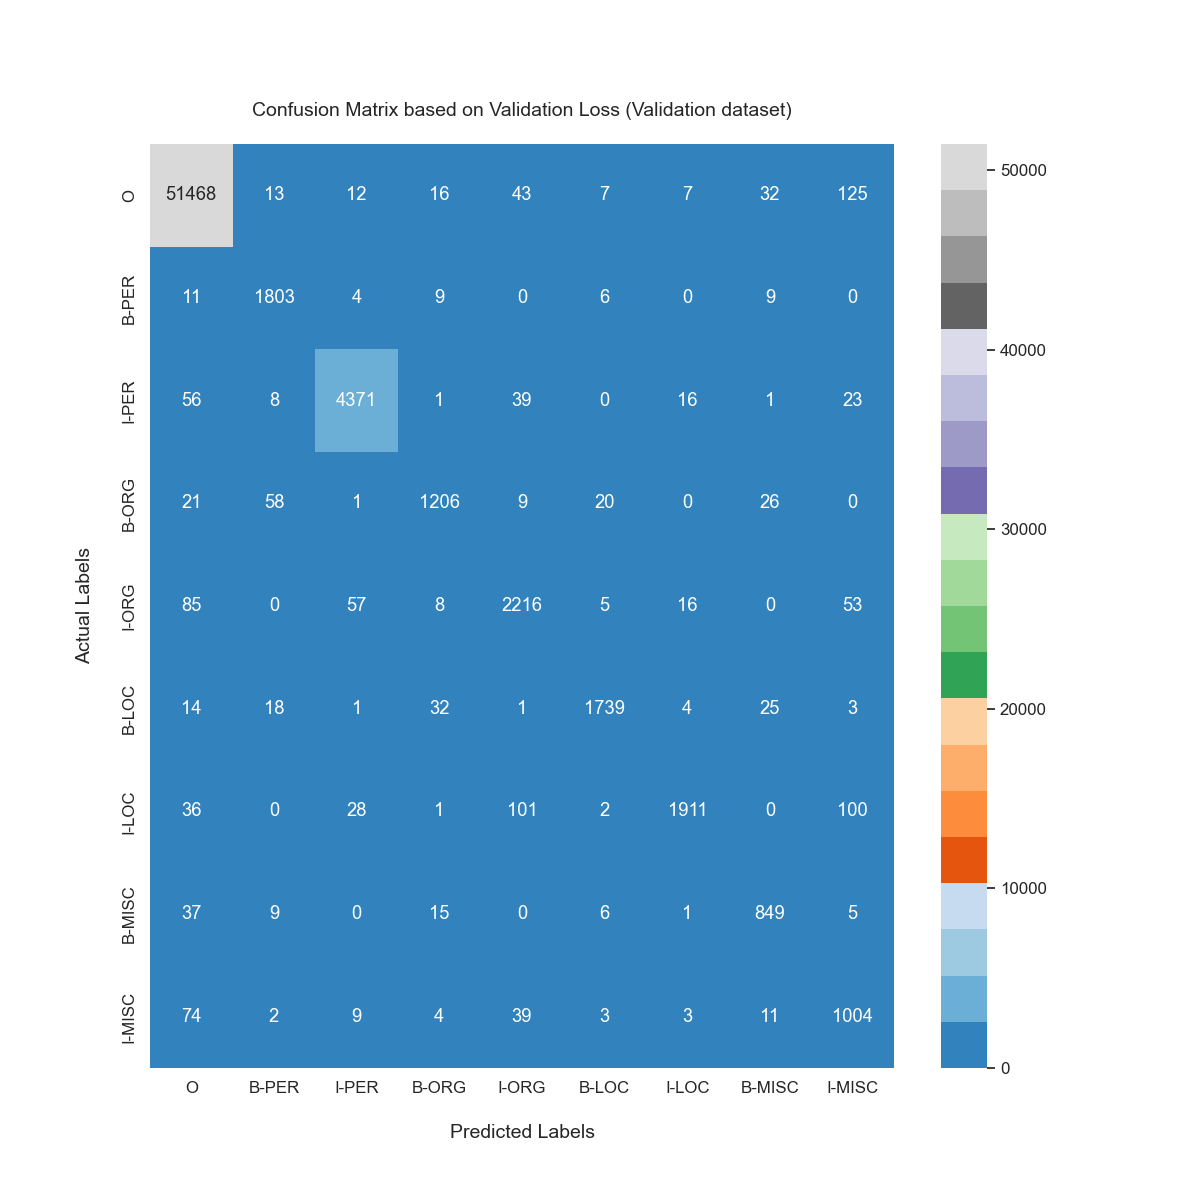 Confusion Matrix based on Validation Loss (Validation dataset)
Actual Labels
O 51468 13 12 16 43 7 7 32 125
B-PER 11 1803 4 9 0 6 0 9 0
I-PER 56 8 4371 1 39 0 16 1 23
B-ORG 21 58 1 1206 9 20 0 26 0
I-ORG 85 0 57 8 2216 5 16 0 53
B-LOC 14 18 1 32 1 1739 4 25 3
I-LOC 36 0 28 1 101 2 1911 0 100
B-MISC 37 9 0 15 0 6 1 849 5
I-MISC 74 2 9 4 39 3 3 11 1004
O B-PER I-PER B-ORG I-ORG B-LOC I-LOC B-MISC I-MISC
Predicted Labels
50000
40000
30000
20000
10000
0